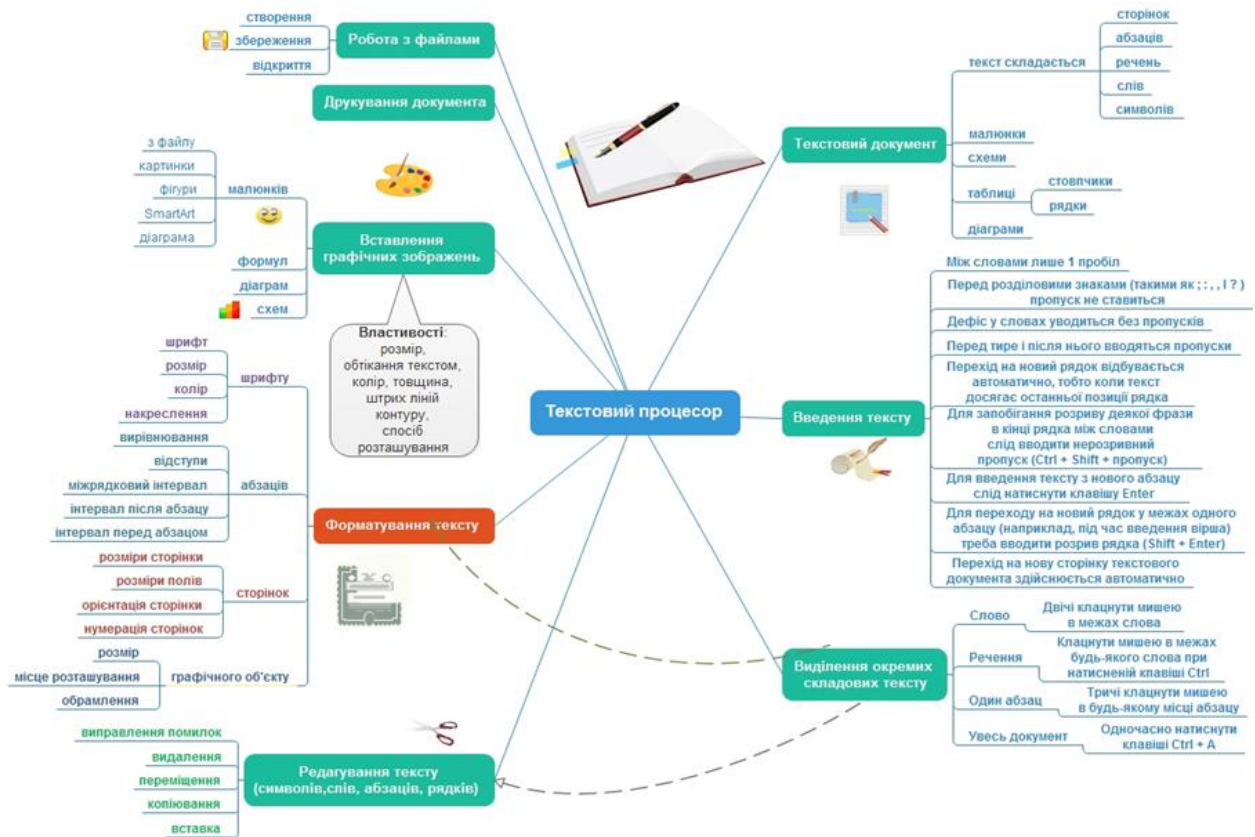 створення
збереження
відкриття
Робота з файлами
Друкування документа
з файлу
картинки
фігури
SmartArt
діаграма
малюнків
формул
діаграм
схем
Вставлення
графічних зображень
Властивості:
розмір,
обтікання текстом,
колір, товщина,
штрих ліній
контуру,
спосіб
розташування
шрифт
розмір
колір
накреслення
шрифту
вирівнювання
відступи
міжрядковий інтервал
інтервал після абзацу
інтервал перед абзацом
абзаців
Форматування тексту
розміри сторінки
розміри полів
орієнтація сторінки
нумерація сторінок
сторінок
розмір
місце розташування
обрамлення
графічного об'єкту
виправлення помилок
видалення
переміщення
копіювання
вставка
Редагування тексту
(символів,слів, абзаців, рядків)
Текстовий процесор
Текстовий документ
текст складається
сторінок
абзаців
речень
слів
символів
малюнки
схеми
таблиці
стовпчики
рядки
діаграми
Введення тексту
Між словами лише 1 пробіл
Перед розділовими знаками (такими як ; : , . ! ? )
пропуск не ставиться
Дефіс у словах уводиться без пропусків
Перед тире і після нього вводяться пропуски
Перехід на новий рядок відбувається
автоматично, тобто коли текст
досягає останньої позиції рядка
Для запобігання розриву деякої фрази
в кінці рядка між словами
слід вводити нерозривний
пропуск (Ctrl + Shift + пропуск)
Для введення тексту з нового абзацу
слід натиснути клавішу Enter
Для переходу на новий рядок у межах одного
абзацу (наприклад, під час введення вірша)
треба вводити розрив рядка (Shift + Enter)
Перехід на нову сторінку текстового
документа здійснюється автоматично
Виділення окремих
складових тексту
Слово
Двічі клацнути мишею
в межах слова
Речення
Клацнути мишею в межах
будь-якого слова при
натисненій клавіші Ctrl
Один абзац
Тричі клацнути мишею
в будь-якому місці абзацу
Увесь документ
Одночасно натиснути
клавіші Ctrl + A